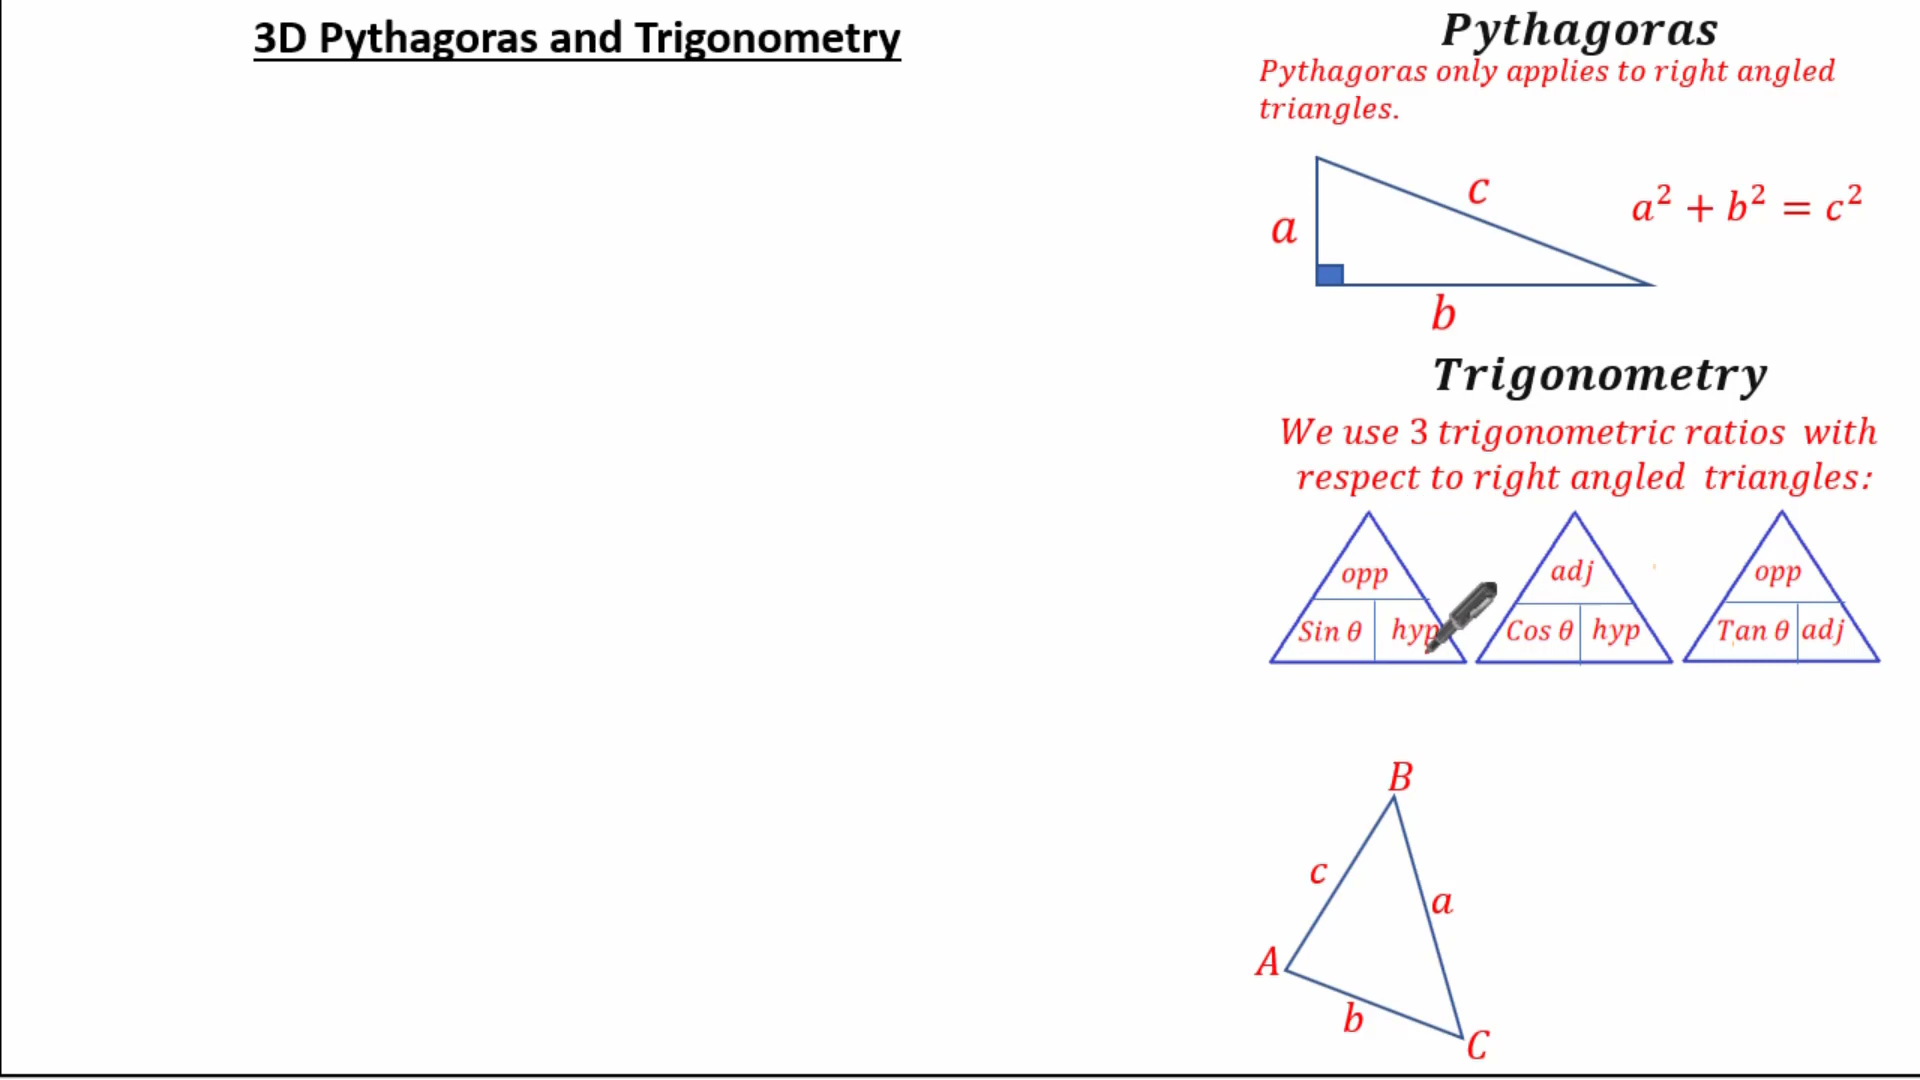 3D Pythagoras and Trigonometry
Pythagoras
Pythagoras only applies to right angled
triangles.
c
a
a² + b² = c²
b
Trigonometry
We use 3 trigonometric ratios with
respect to right angled triangles:
opp
Sin θ hyp
adj
Cos θ hyp
opp
Tan θ adj
B
c
a
A
b
C